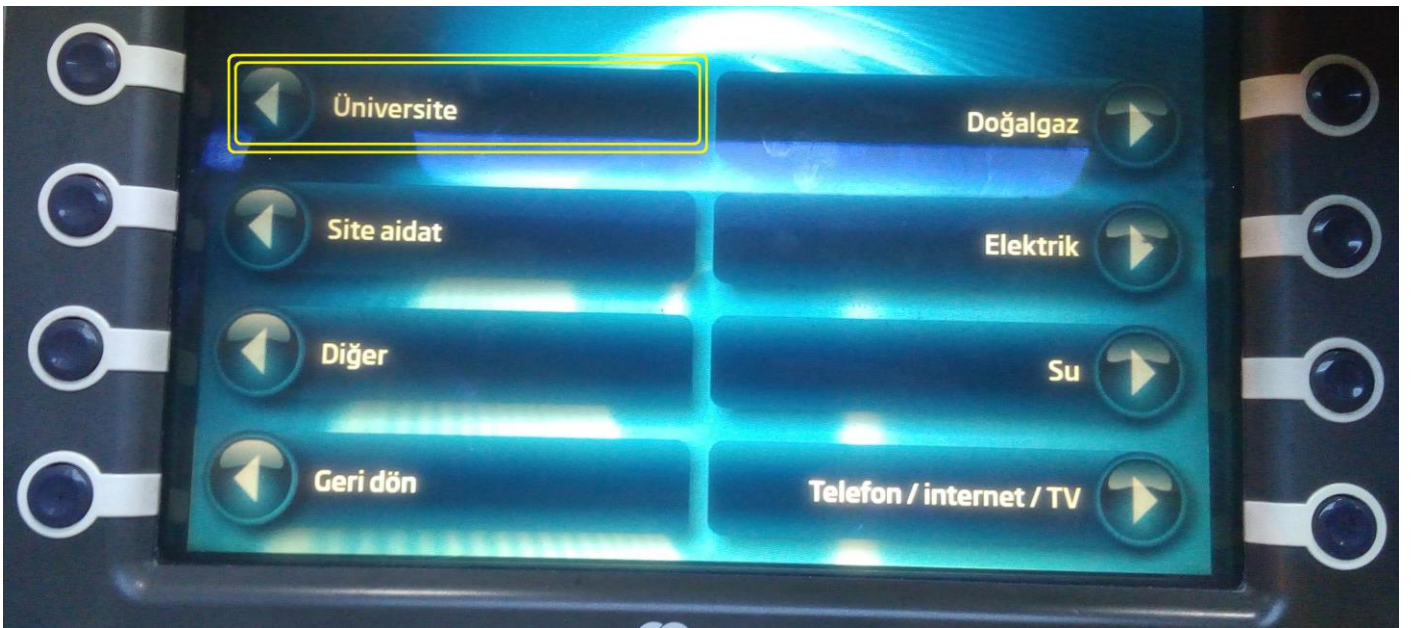 Üniversite
Doğalgaz
Site aidat
Elektrik
Diğer
Su
Geri dön
Telefon / internet / TV